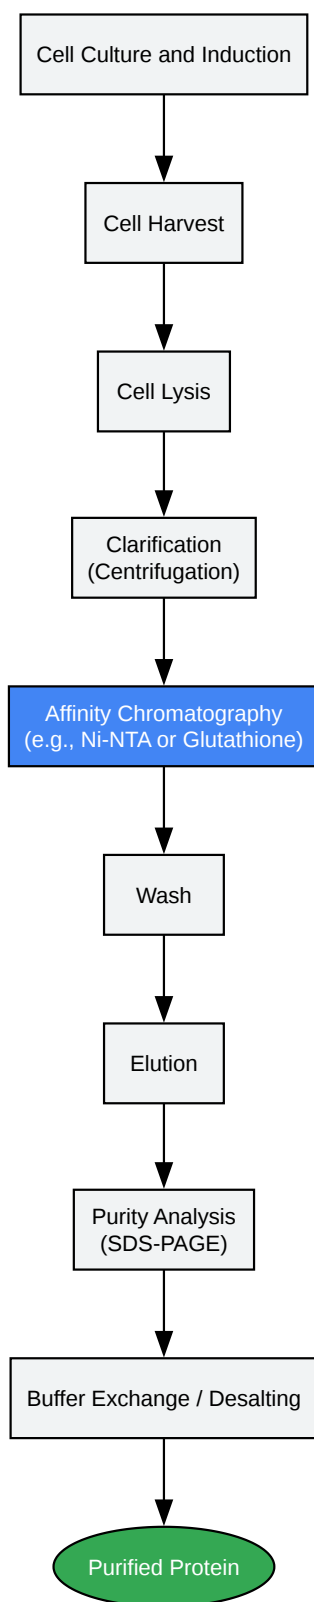 Cell Culture and Induction
Cell Harvest
Cell Lysis
Clarification
(Centrifugation)
Affinity Chromatography
(e.g., Ni-NTA or Glutathione)
Wash
Elution
Purity Analysis
(SDS-PAGE)
Buffer Exchange / Desalting
Purified Protein